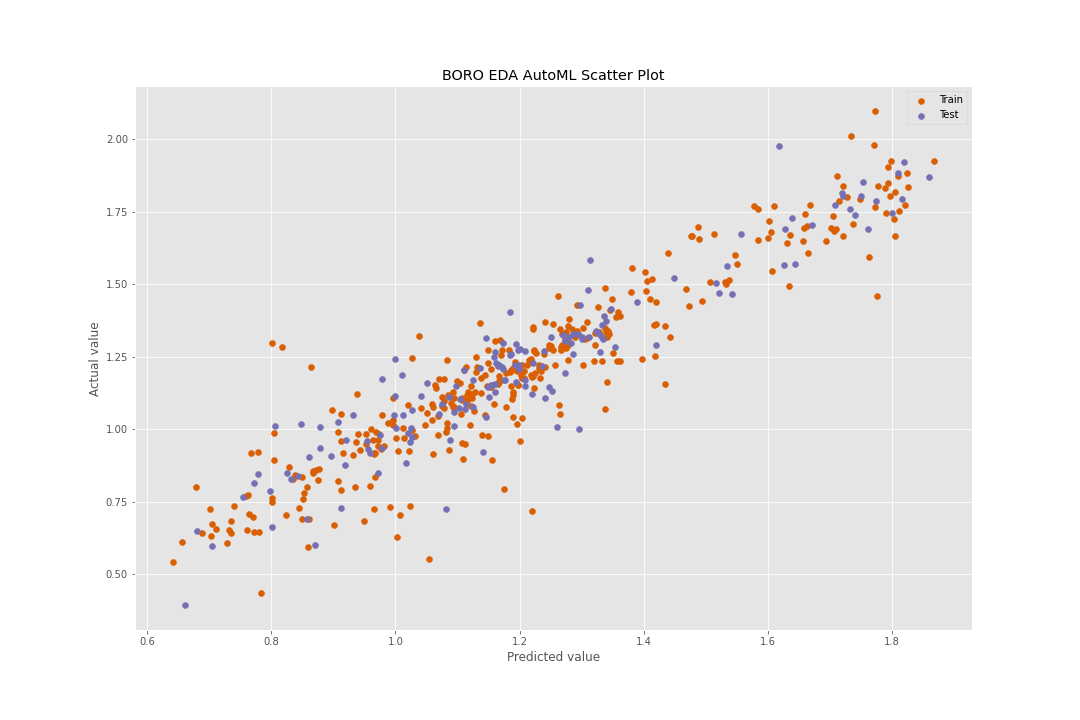 BORO EDA AutoML Scatter Plot
Train
Test
2.00
1.75
1.50
1.25
1.00
0.75
0.50
Actual value
0.6 0.8 1.0 1.2 1.4 1.6 1.8
Predicted value